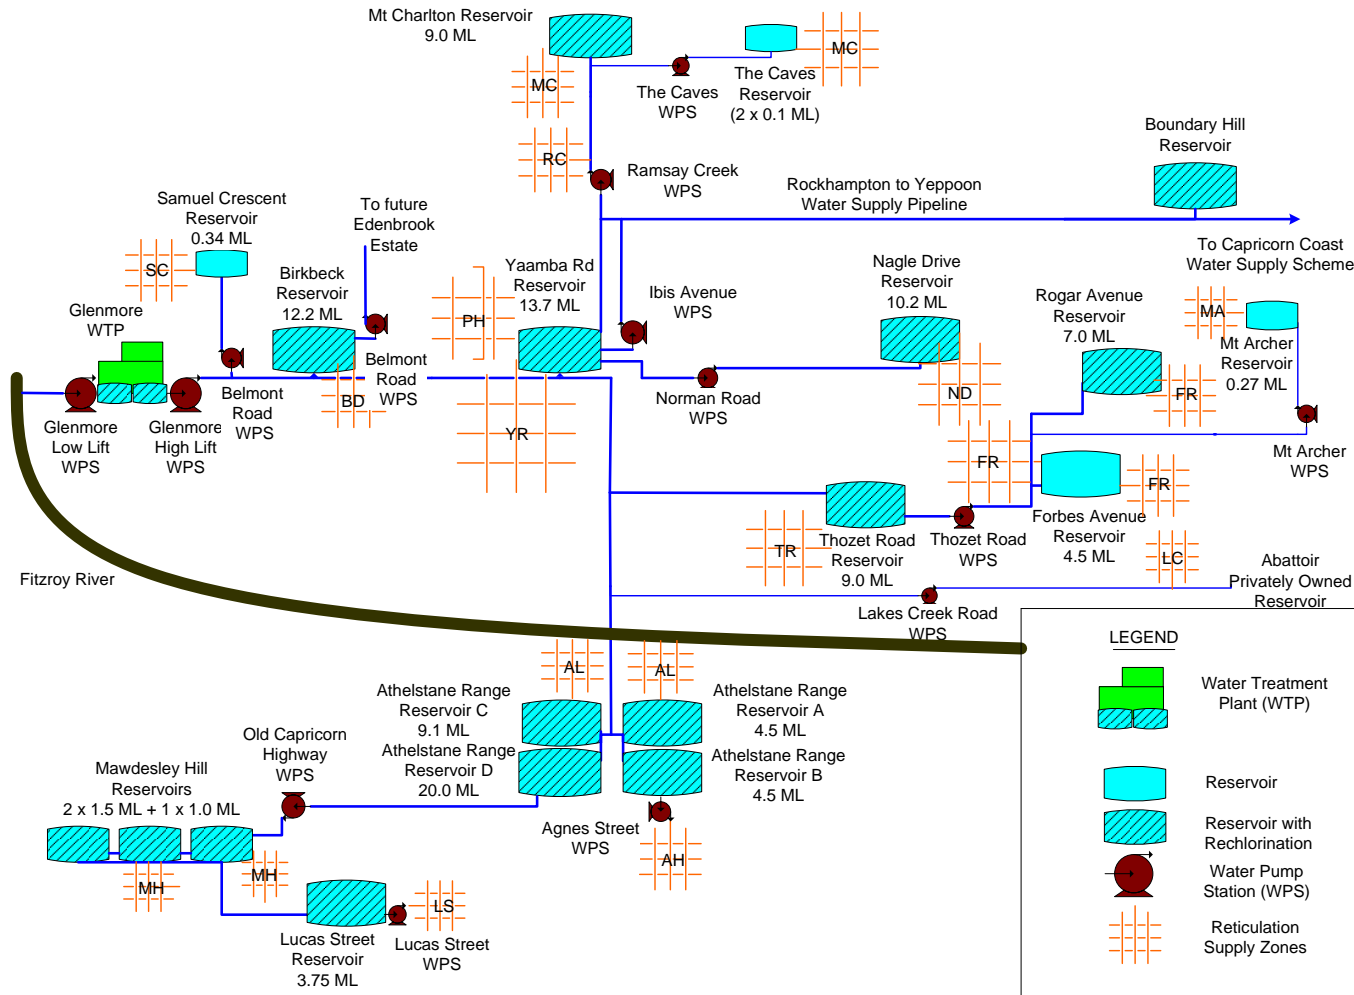 Mt Charlton Reservoir
9.0 ML
MC
MC
The Caves
WPS
The Caves
Reservoir
(2 x 0.1 ML)
RC
Ramsay Creek
WPS
Boundary Hill
Reservoir
Rockhampton to Yeppoon
Water Supply Pipeline
To Capricorn Coast
Water Supply Scheme
Samuel Crescent
Reservoir
0.34 ML
SC
To future
Edenbrook
Estate
Birkbeck
Reservoir
12.2 ML
Glenmore
WTP
Glenmore
Low Lift
WPS
Glenmore
High Lift
WPS
Belmont
Road
WPS
BD
Belmont
Road
WPS
PH
Yaamba Rd
Reservoir
13.7 ML
YR
Ibis Avenue
WPS
Norman Road
WPS
Nagle Drive
Reservoir
10.2 ML
ND
Rogar Avenue
Reservoir
7.0 ML
FR
MA
Mt Archer
Reservoir
0.27 ML
Mt Archer
WPS
FR
FR
Forbes Avenue
Reservoir
4.5 ML
Thozet Road
WPS
Thozet Road
Reservoir
9.0 ML
TR
LC
Abattoir
Privately Owned
Reservoir
Lakes Creek Road
WPS
Fitzroy River
AL
AL
Athelstane Range
Reservoir C
9.1 ML
Athelstane Range
Reservoir D
20.0 ML
Athelstane Range
Reservoir A
4.5 ML
Athelstane Range
Reservoir B
4.5 ML
Agnes Street
WPS
AH
Old Capricorn
Highway
WPS
Mawdesley Hill
Reservoirs
2 x 1.5 ML + 1 x 1.0 ML
MH
MH
Lucas Street
Reservoir
3.75 ML
LS
Lucas Street
WPS
LEGEND
Water Treatment
Plant (WTP)
Reservoir
Reservoir with
Rechlorination
Water Pump
Station (WPS)
Reticulation
Supply Zones